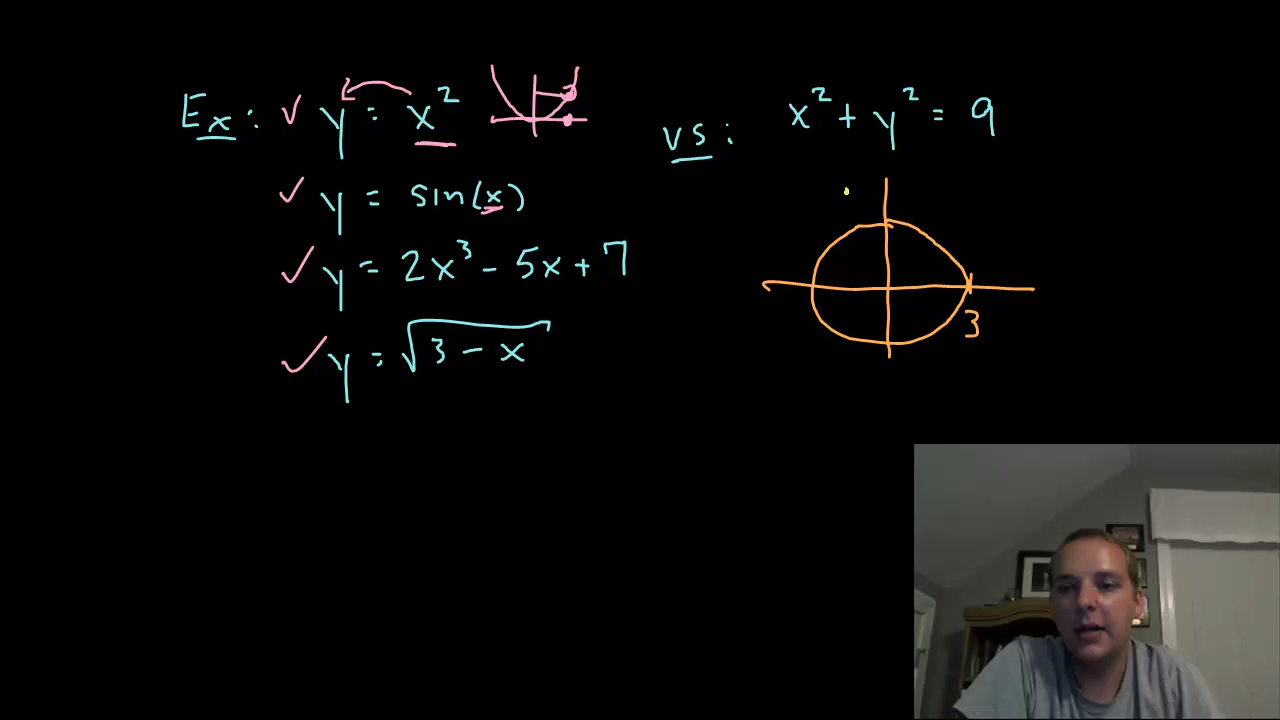 Ex: ✓ y = x²
✓ y = sin(x)
✓ y = 2x³ - 5x + 7
✓ y = √(3 - x)
vs: x² + y² = 9
3